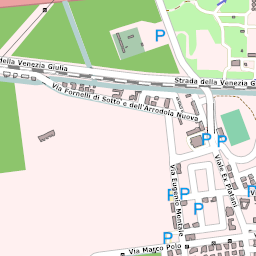 P
della Venezia Giulia
Strada della Venezia G
Via Fornelli di Sotto e dell'Arrodola Nuova
P P
Viale Ex Platani
Via Eugenio Montale
P P
P
P
P
Via Marco Polo